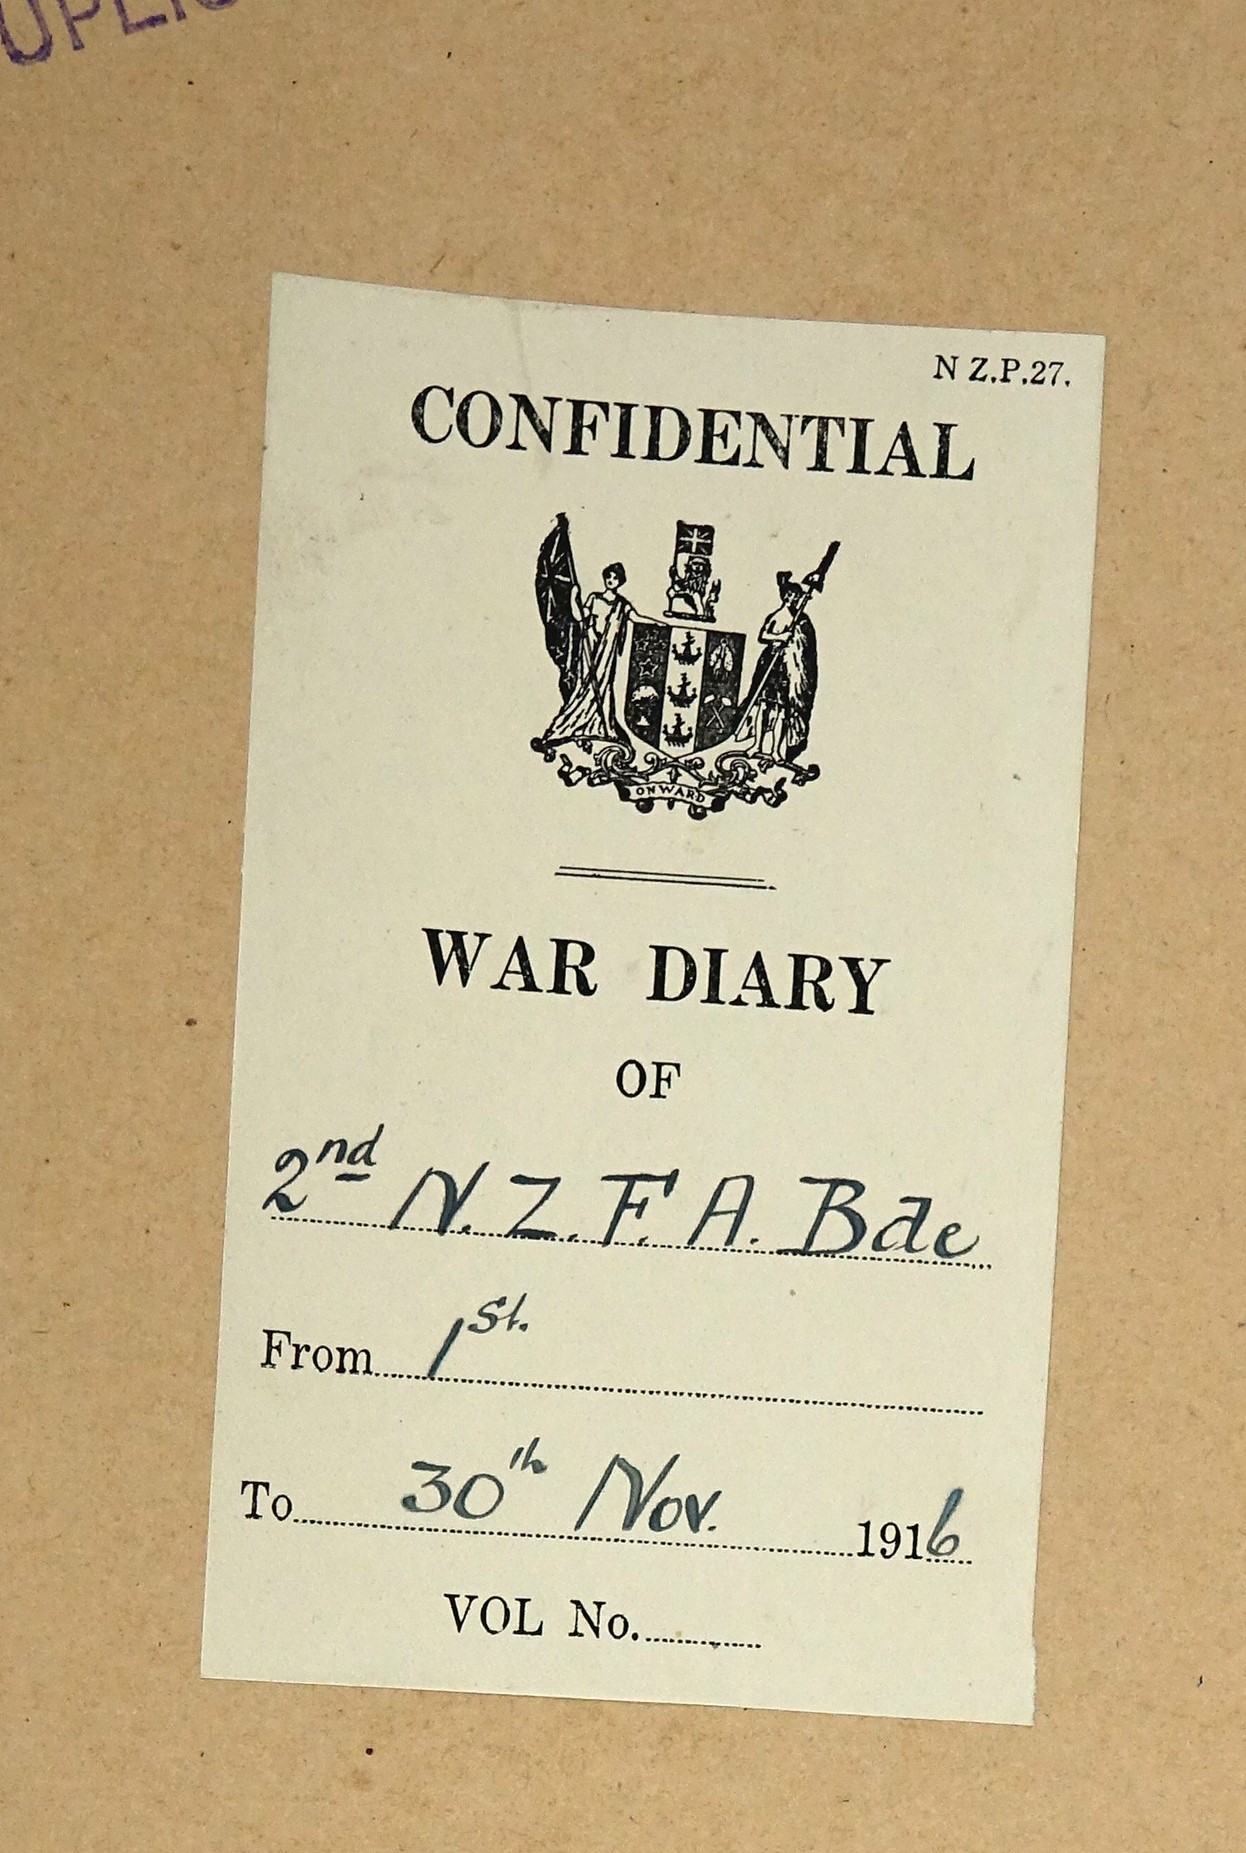 N Z.P.27.
CONFIDENTIAL
ONWARD
WAR DIARY
OF
2nd N.Z.F.A. Bde
From 1st.
To 30th Nov. 1916
VOL No.